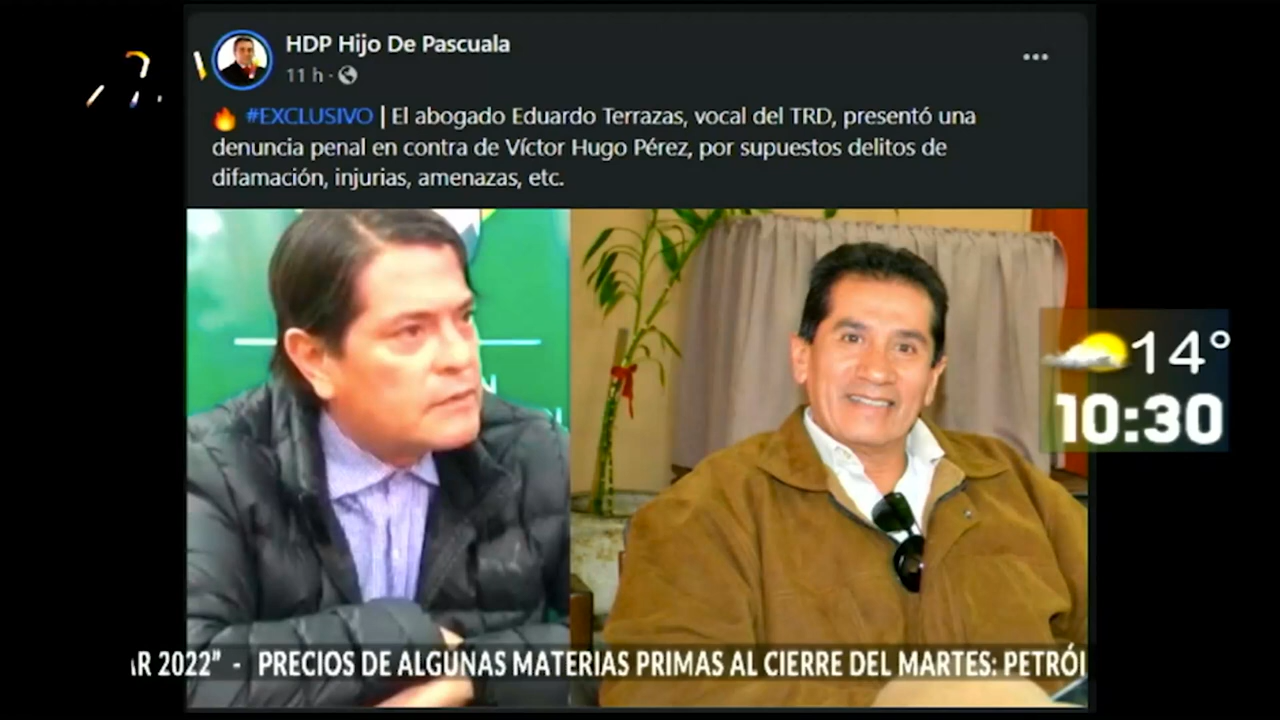 HDP Hijo De Pascuala
11 h ·
#EXCLUSIVO | El abogado Eduardo Terrazas, vocal del TRD, presentó una
denuncia penal en contra de Víctor Hugo Pérez, por supuestos delitos de
difamación, injurias, amenazas, etc.
14°
10:30
2022” - PRECIOS DE ALGUNAS MATERIAS PRIMAS AL CIERRE DEL MARTES: PETRÓ